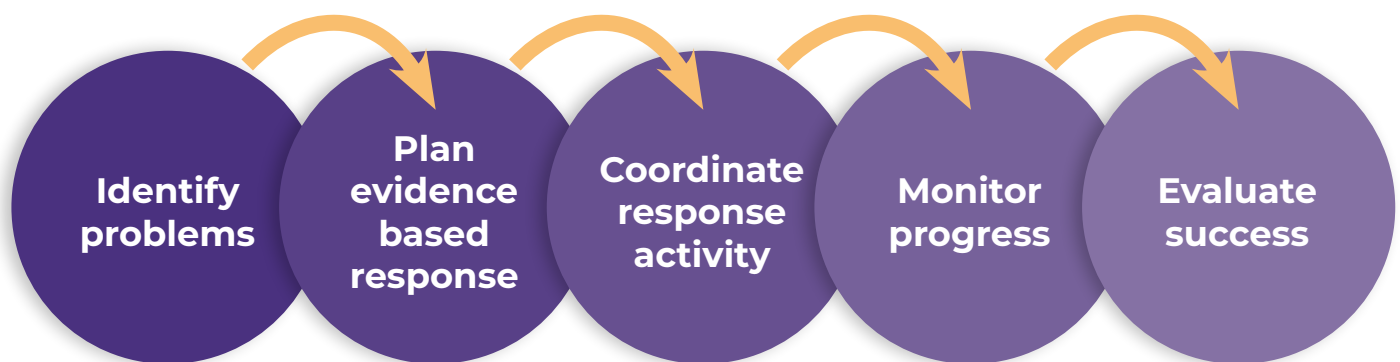 Identify
problems
Plan
evidence
based
response
Coordinate
response
activity
Monitor
progress
Evaluate
success